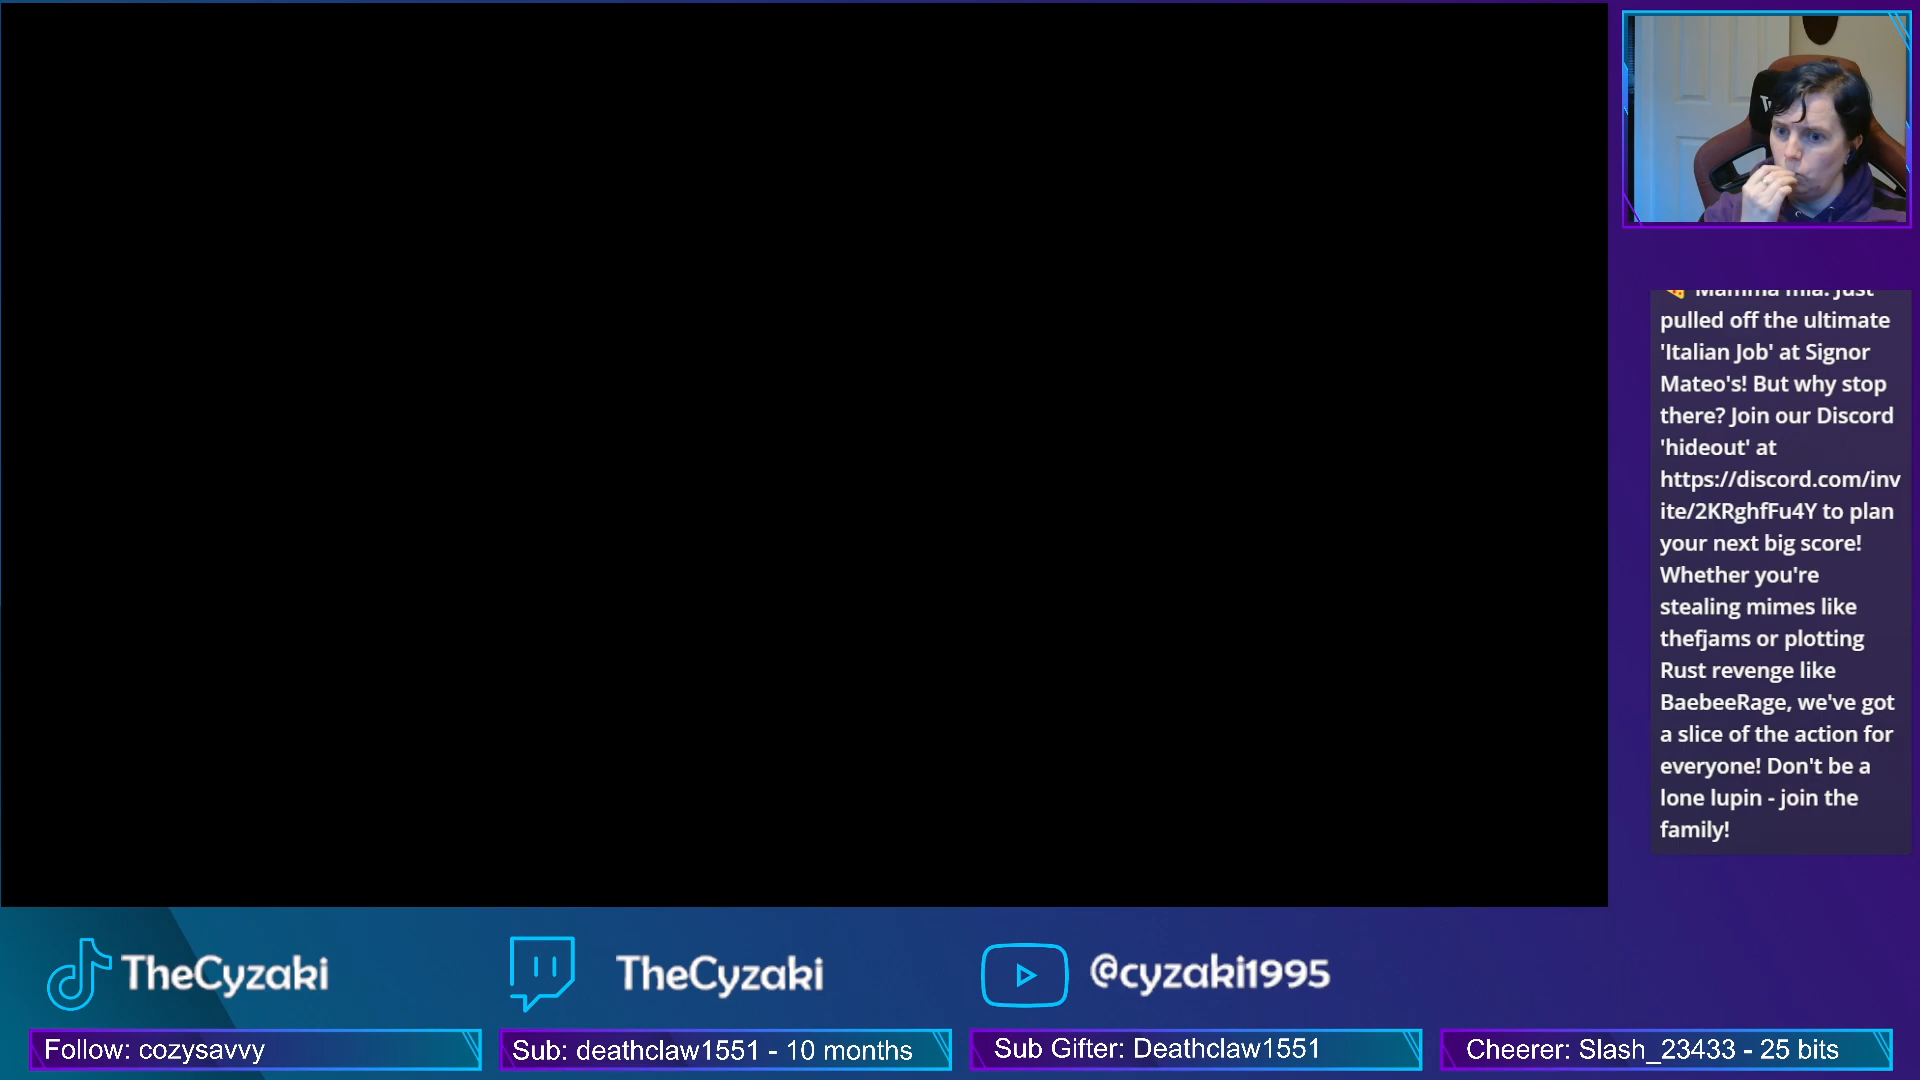 Mamma mia! Just
pulled off the ultimate
'Italian Job' at Signor
Mateo's! But why stop
there? Join our Discord
'hideout' at
https://discord.com/inv
ite/2KRghfFu4Y to plan
your next big score!
Whether you're
stealing mimes like
thefjams or plotting
Rust revenge like
BaebeeRage, we've got
a slice of the action for
everyone! Don't be a
lone lupin - join the
family!
TheCyzaki
TheCyzaki
@cyzaki1995
Follow: cozysavvy
Sub: deathclaw1551 - 10 months
Sub Gifter: Deathclaw1551
Cheerer: Slash_23433 - 25 bits